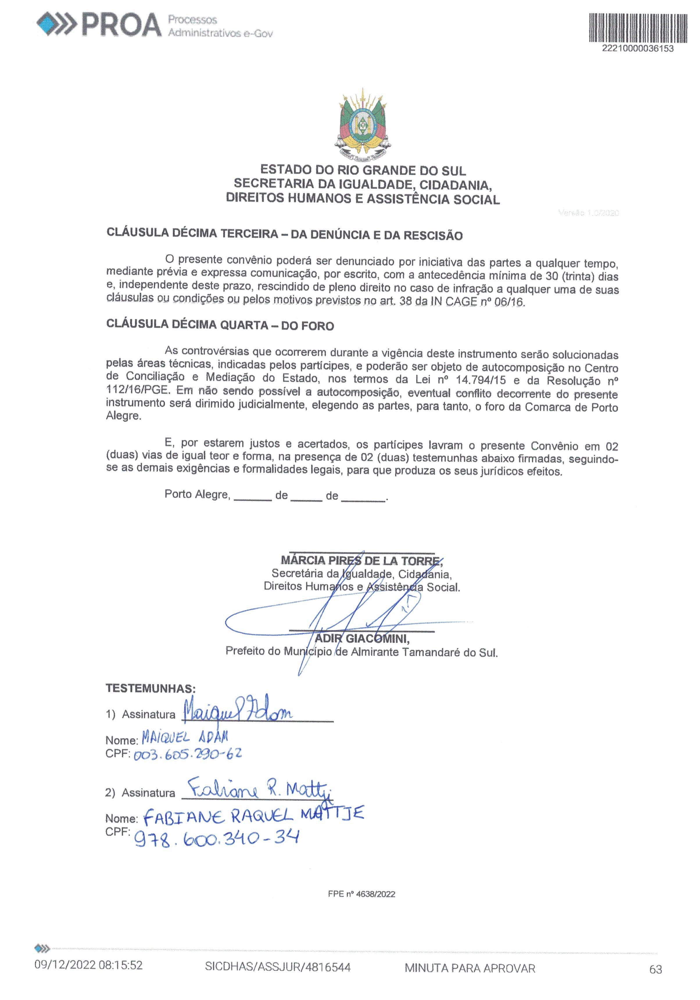 PROA Processos
Administrativos e-Gov
22210000036153
ESTADO DO RIO GRANDE DO SUL
SECRETARIA DA IGUALDADE, CIDADANIA,
DIREITOS HUMANOS E ASSISTÊNCIA SOCIAL
Versão 1.0/2020
CLÁUSULA DÉCIMA TERCEIRA – DA DENÚNCIA E DA RESCISÃO
O presente convênio poderá ser denunciado por iniciativa das partes a qualquer tempo,
mediante prévia e expressa comunicação, por escrito, com a antecedência mínima de 30 (trinta) dias
e, independente deste prazo, rescindido de pleno direito no caso de infração a qualquer uma de suas
cláusulas ou condições ou pelos motivos previstos no art. 38 da IN CAGE nº 06/16.
CLÁUSULA DÉCIMA QUARTA – DO FORO
As controvérsias que ocorrerem durante a vigência deste instrumento serão solucionadas
pelas áreas técnicas, indicadas pelos partícipes, e poderão ser objeto de autocomposição no Centro
de Conciliação e Mediação do Estado, nos termos da Lei nº 14.794/15 e da Resolução nº
112/16/PGE. Em não sendo possível a autocomposição, eventual conflito decorrente do presente
instrumento será dirimido judicialmente, elegendo as partes, para tanto, o foro da Comarca de Porto
Alegre.
E, por estarem justos e acertados, os partícipes lavram o presente Convênio em 02
(duas) vias de igual teor e forma, na presença de 02 (duas) testemunhas abaixo firmadas, seguindo-
se as demais exigências e formalidades legais, para que produza os seus jurídicos efeitos.
Porto Alegre, ______ de _____ de _______.
MÁRCIA PIRES DE LA TORRE,
Secretária da Igualdade, Cidadania,
Direitos Humanos e Assistência Social.
ADIR GIACOMINI,
Prefeito do Município de Almirante Tamandaré do Sul.
TESTEMUNHAS:
1) Assinatura Maiquel Adam
Nome: MAIQUEL ADAM
CPF: 003.605.290-62
2) Assinatura Fabiane R. Mattje
Nome: FABIANE RAQUEL MATTJE
CPF: 978.600.340-34
FPE nº 4638/2022
09/12/2022 08:15:52 SICDHAS/ASSJUR/4816544 MINUTA PARA APROVAR 63